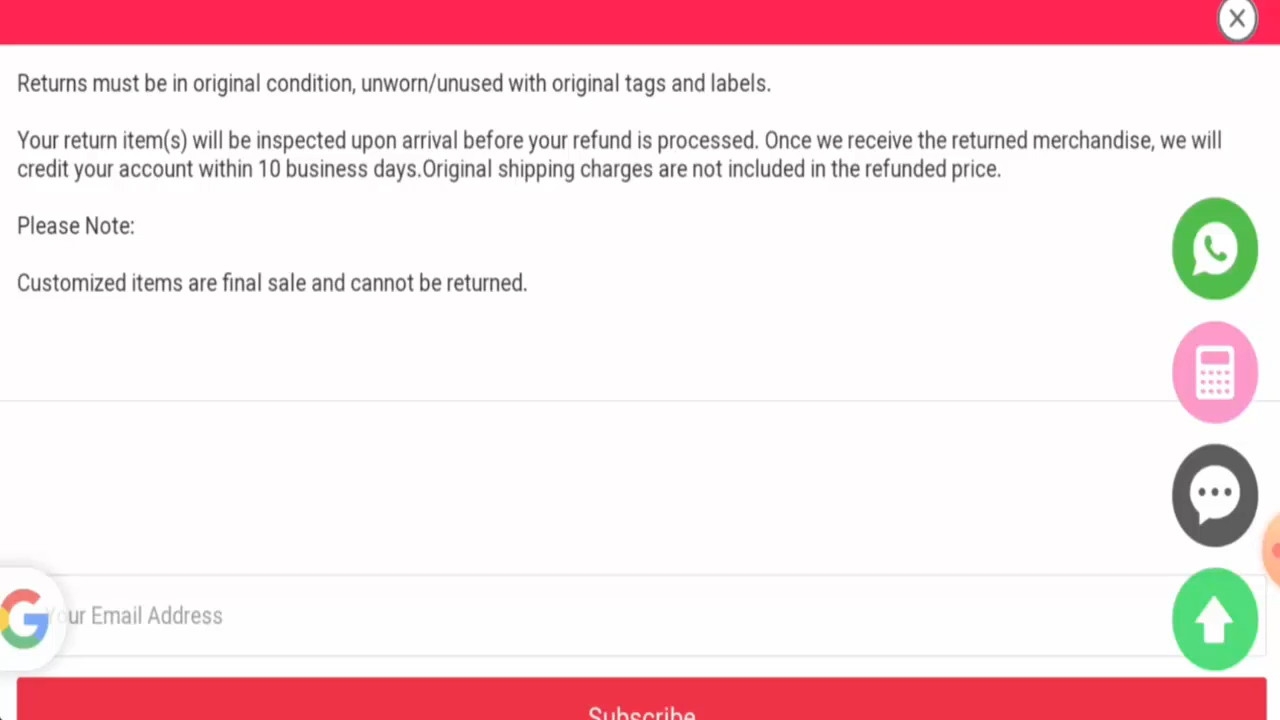 Returns must be in original condition, unworn/unused with original tags and labels.
Your return item(s) will be inspected upon arrival before your refund is processed. Once we receive the returned merchandise, we will
credit your account within 10 business days.Original shipping charges are not included in the refunded price.
Please Note:
Customized items are final sale and cannot be returned.
Your Email Address
Subscribe